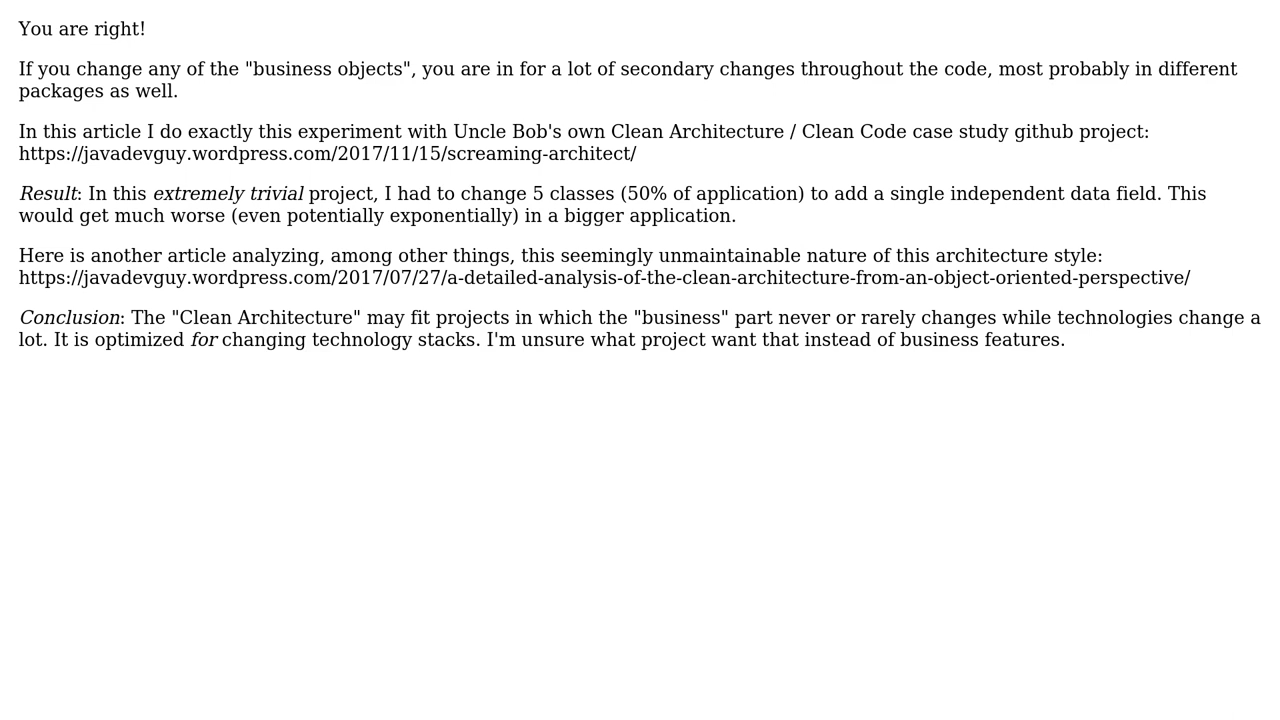 You are right!
If you change any of the "business objects", you are in for a lot of secondary changes throughout the code, most probably in different
packages as well.
In this article I do exactly this experiment with Uncle Bob's own Clean Architecture / Clean Code case study github project:
https://javadevguy.wordpress.com/2017/11/15/screaming-architect/
Result: In this extremely trivial project, I had to change 5 classes (50% of application) to add a single independent data field. This
would get much worse (even potentially exponentially) in a bigger application.
Here is another article analyzing, among other things, this seemingly unmaintainable nature of this architecture style:
https://javadevguy.wordpress.com/2017/07/27/a-detailed-analysis-of-the-clean-architecture-from-an-object-oriented-perspective/
Conclusion: The "Clean Architecture" may fit projects in which the "business" part never or rarely changes while technologies change a
lot. It is optimized for changing technology stacks. I'm unsure what project want that instead of business features.